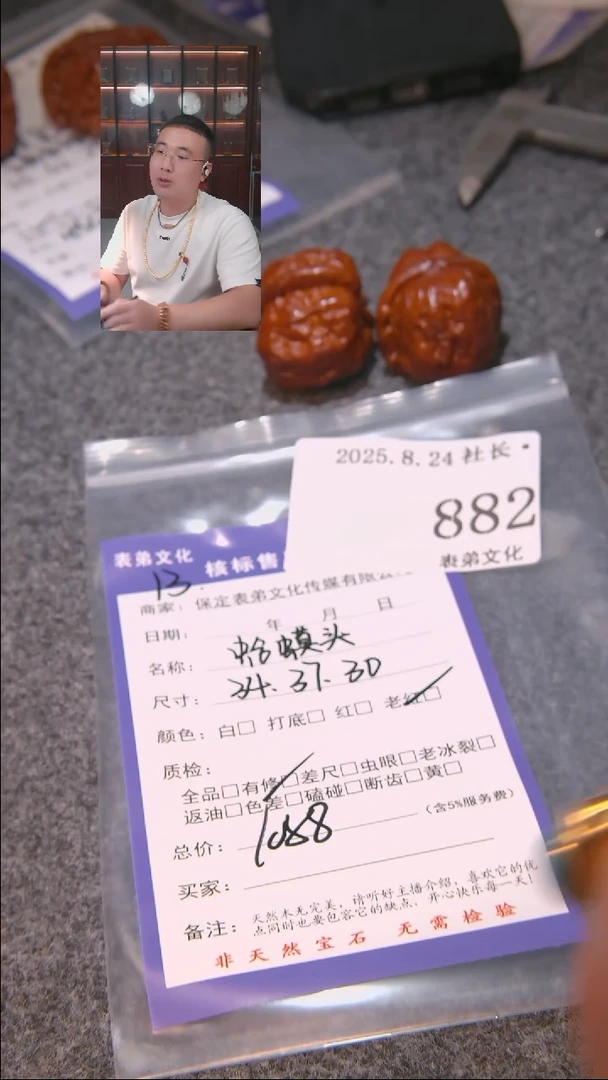 2025.8.24 社长
882
表弟文化
表弟文化 核标售
13
商家：保定表弟文化传媒有限公
日期： 年 月 日
名称：蛤蟆头
尺寸：34.37.30
颜色：白□ 打底□ 红□ 老红□
质检：
全品□有修□差尺□虫眼□老冰裂□
返油□色差□磕碰□断齿□黄□
总价：1088 （含5%服务费）
买家：
备注：天然木无完美，请听好主播介绍，喜欢它的优
点同时也要包容它的缺点，开心快乐每一天！
非天然宝石 无需检验